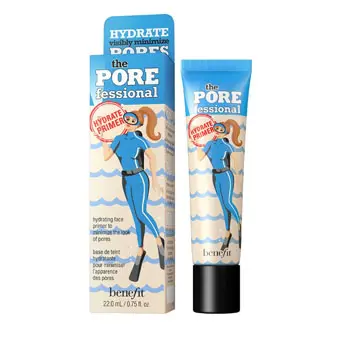 HYDRATE
visibly minimize
PORES
the
PORE
fessional
HYDRATE
PRIMER
hydrating face
primer to
minimize the look
of pores
base de teint
hydratante
pour minimiser
l'apparence
des pores
benefit
22.0 mL / 0.75 fl. oz.
the
PORE
fessional
HYDRATE
PRIMER
benefit